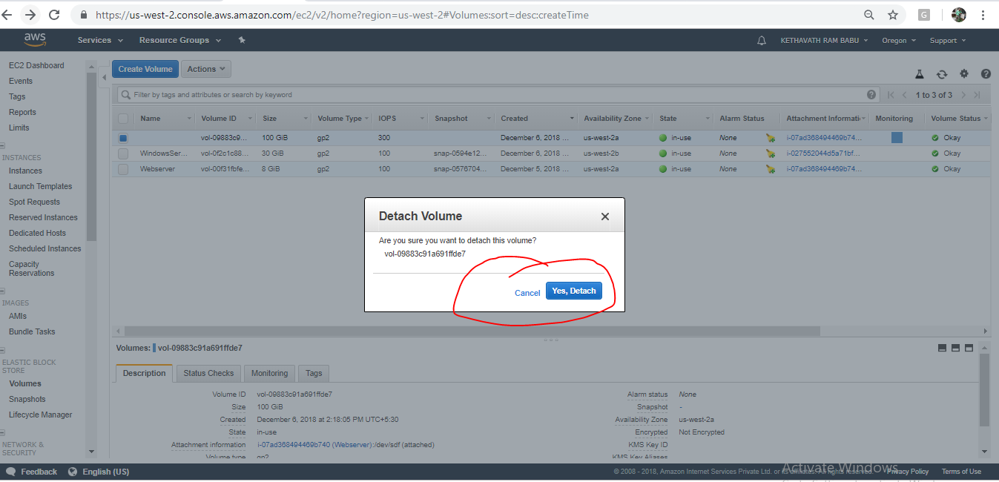 https://us-west-2.console.aws.amazon.com/ec2/v2/home?region=us-west-2#Volumes:sort=desc:createTime
G
aws Services Resource Groups KETHAVATH RAM BABU Oregon Support
EC2 Dashboard
Events
Tags
Reports
Limits
INSTANCES
Instances
Launch Templates
Spot Requests
Reserved Instances
Dedicated Hosts
Scheduled Instances
Capacity
Reservations
IMAGES
AMIs
Bundle Tasks
ELASTIC BLOCK
STORE
Volumes
Snapshots
Lifecycle Manager
NETWORK &
SECURITY
Create Volume Actions
Filter by tags and attributes or search by keyword 1 to 3 of 3
Name Volume ID Size Volume Type IOPS Snapshot Created Availability Zone State Alarm Status Attachment Informati Monitoring Volume Status
vol-09883c9... 100 GiB gp2 300 December 6, 2018 ... us-west-2a in-use None i-07ad368494469b74... Okay
WindowsSer... vol-0f2c1c88... 30 GiB gp2 100 snap-0594e12... December 6, 2018 ... us-west-2b in-use None i-027552044d5a71bf... Okay
Webserver vol-00f31fbfe... 8 GiB gp2 100 snap-0576704... December 5, 2018 ... us-west-2a in-use None i-07ad368494469b74... Okay
Detach Volume
Are you sure you want to detach this volume?
vol-09883c91a691ffde7
Cancel Yes, Detach
Volumes: vol-09883c91a691ffde7
Description Status Checks Monitoring Tags
Volume ID vol-09883c91a691ffde7 Alarm status None
Size 100 GiB Snapshot -
Created December 6, 2018 at 2:18:05 PM UTC+5:30 Availability Zone us-west-2a
State in-use Encrypted Not Encrypted
Attachment information i-07ad368494469b740 (Webserver):/dev/sdf (attached) KMS Key ID
Volume type gp2 KMS Key Aliases
Feedback English (US) © 2008 - 2018, Amazon Internet Services Private Ltd. or its affiliates. All rights reserved. Privacy Policy Terms of Use
Activate Windows